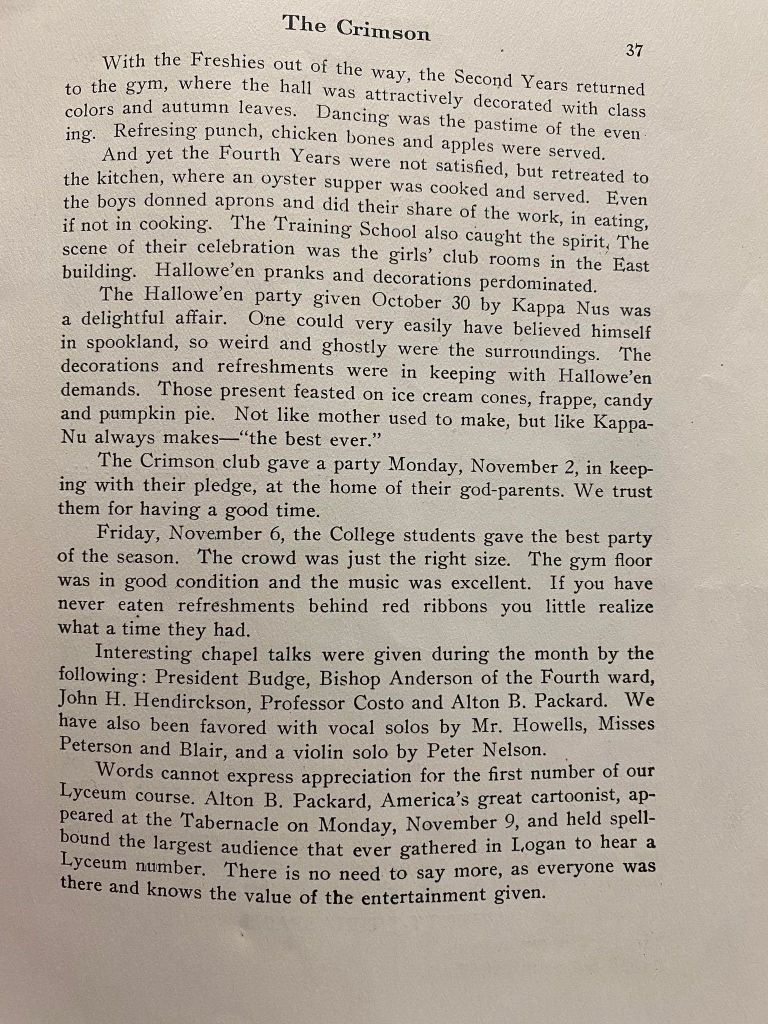 The Crimson
37
With the Freshies out of the way, the Second Years returned
to the gym, where the hall was attractively decorated with class
colors and autumn leaves. Dancing was the pastime of the even
ing. Refresing punch, chicken bones and apples were served.
And yet the Fourth Years were not satisfied, but retreated to
the kitchen, where an oyster supper was cooked and served. Even
the boys donned aprons and did their share of the work, in eating,
if not in cooking. The Training School also caught the spirit, The
scene of their celebration was the girls' club rooms in the East
building. Hallowe'en pranks and decorations perdominated.
The Hallowe'en party given October 30 by Kappa Nus was
a delightful affair. One could very easily have believed himself
in spookland, so weird and ghostly were the surroundings. The
decorations and refreshments were in keeping with Hallowe'en
demands. Those present feasted on ice cream cones, frappe, candy
and pumpkin pie. Not like mother used to make, but like Kappa-
Nu always makes—"the best ever."
The Crimson club gave a party Monday, November 2, in keep-
ing with their pledge, at the home of their god-parents. We trust
them for having a good time.
Friday, November 6, the College students gave the best party
of the season. The crowd was just the right size. The gym floor
was in good condition and the music was excellent. If you have
never eaten refreshments behind red ribbons you little realize
what a time they had.
Interesting chapel talks were given during the month by the
following: President Budge, Bishop Anderson of the Fourth ward,
John H. Hendirckson, Professor Costo and Alton B. Packard. We
have also been favored with vocal solos by Mr. Howells, Misses
Peterson and Blair, and a violin solo by Peter Nelson.
Words cannot express appreciation for the first number of our
Lyceum course. Alton B. Packard, America's great cartoonist, ap-
peared at the Tabernacle on Monday, November 9, and held spell-
bound the largest audience that ever gathered in Logan to hear a
Lyceum number. There is no need to say more, as everyone was
there and knows the value of the entertainment given.